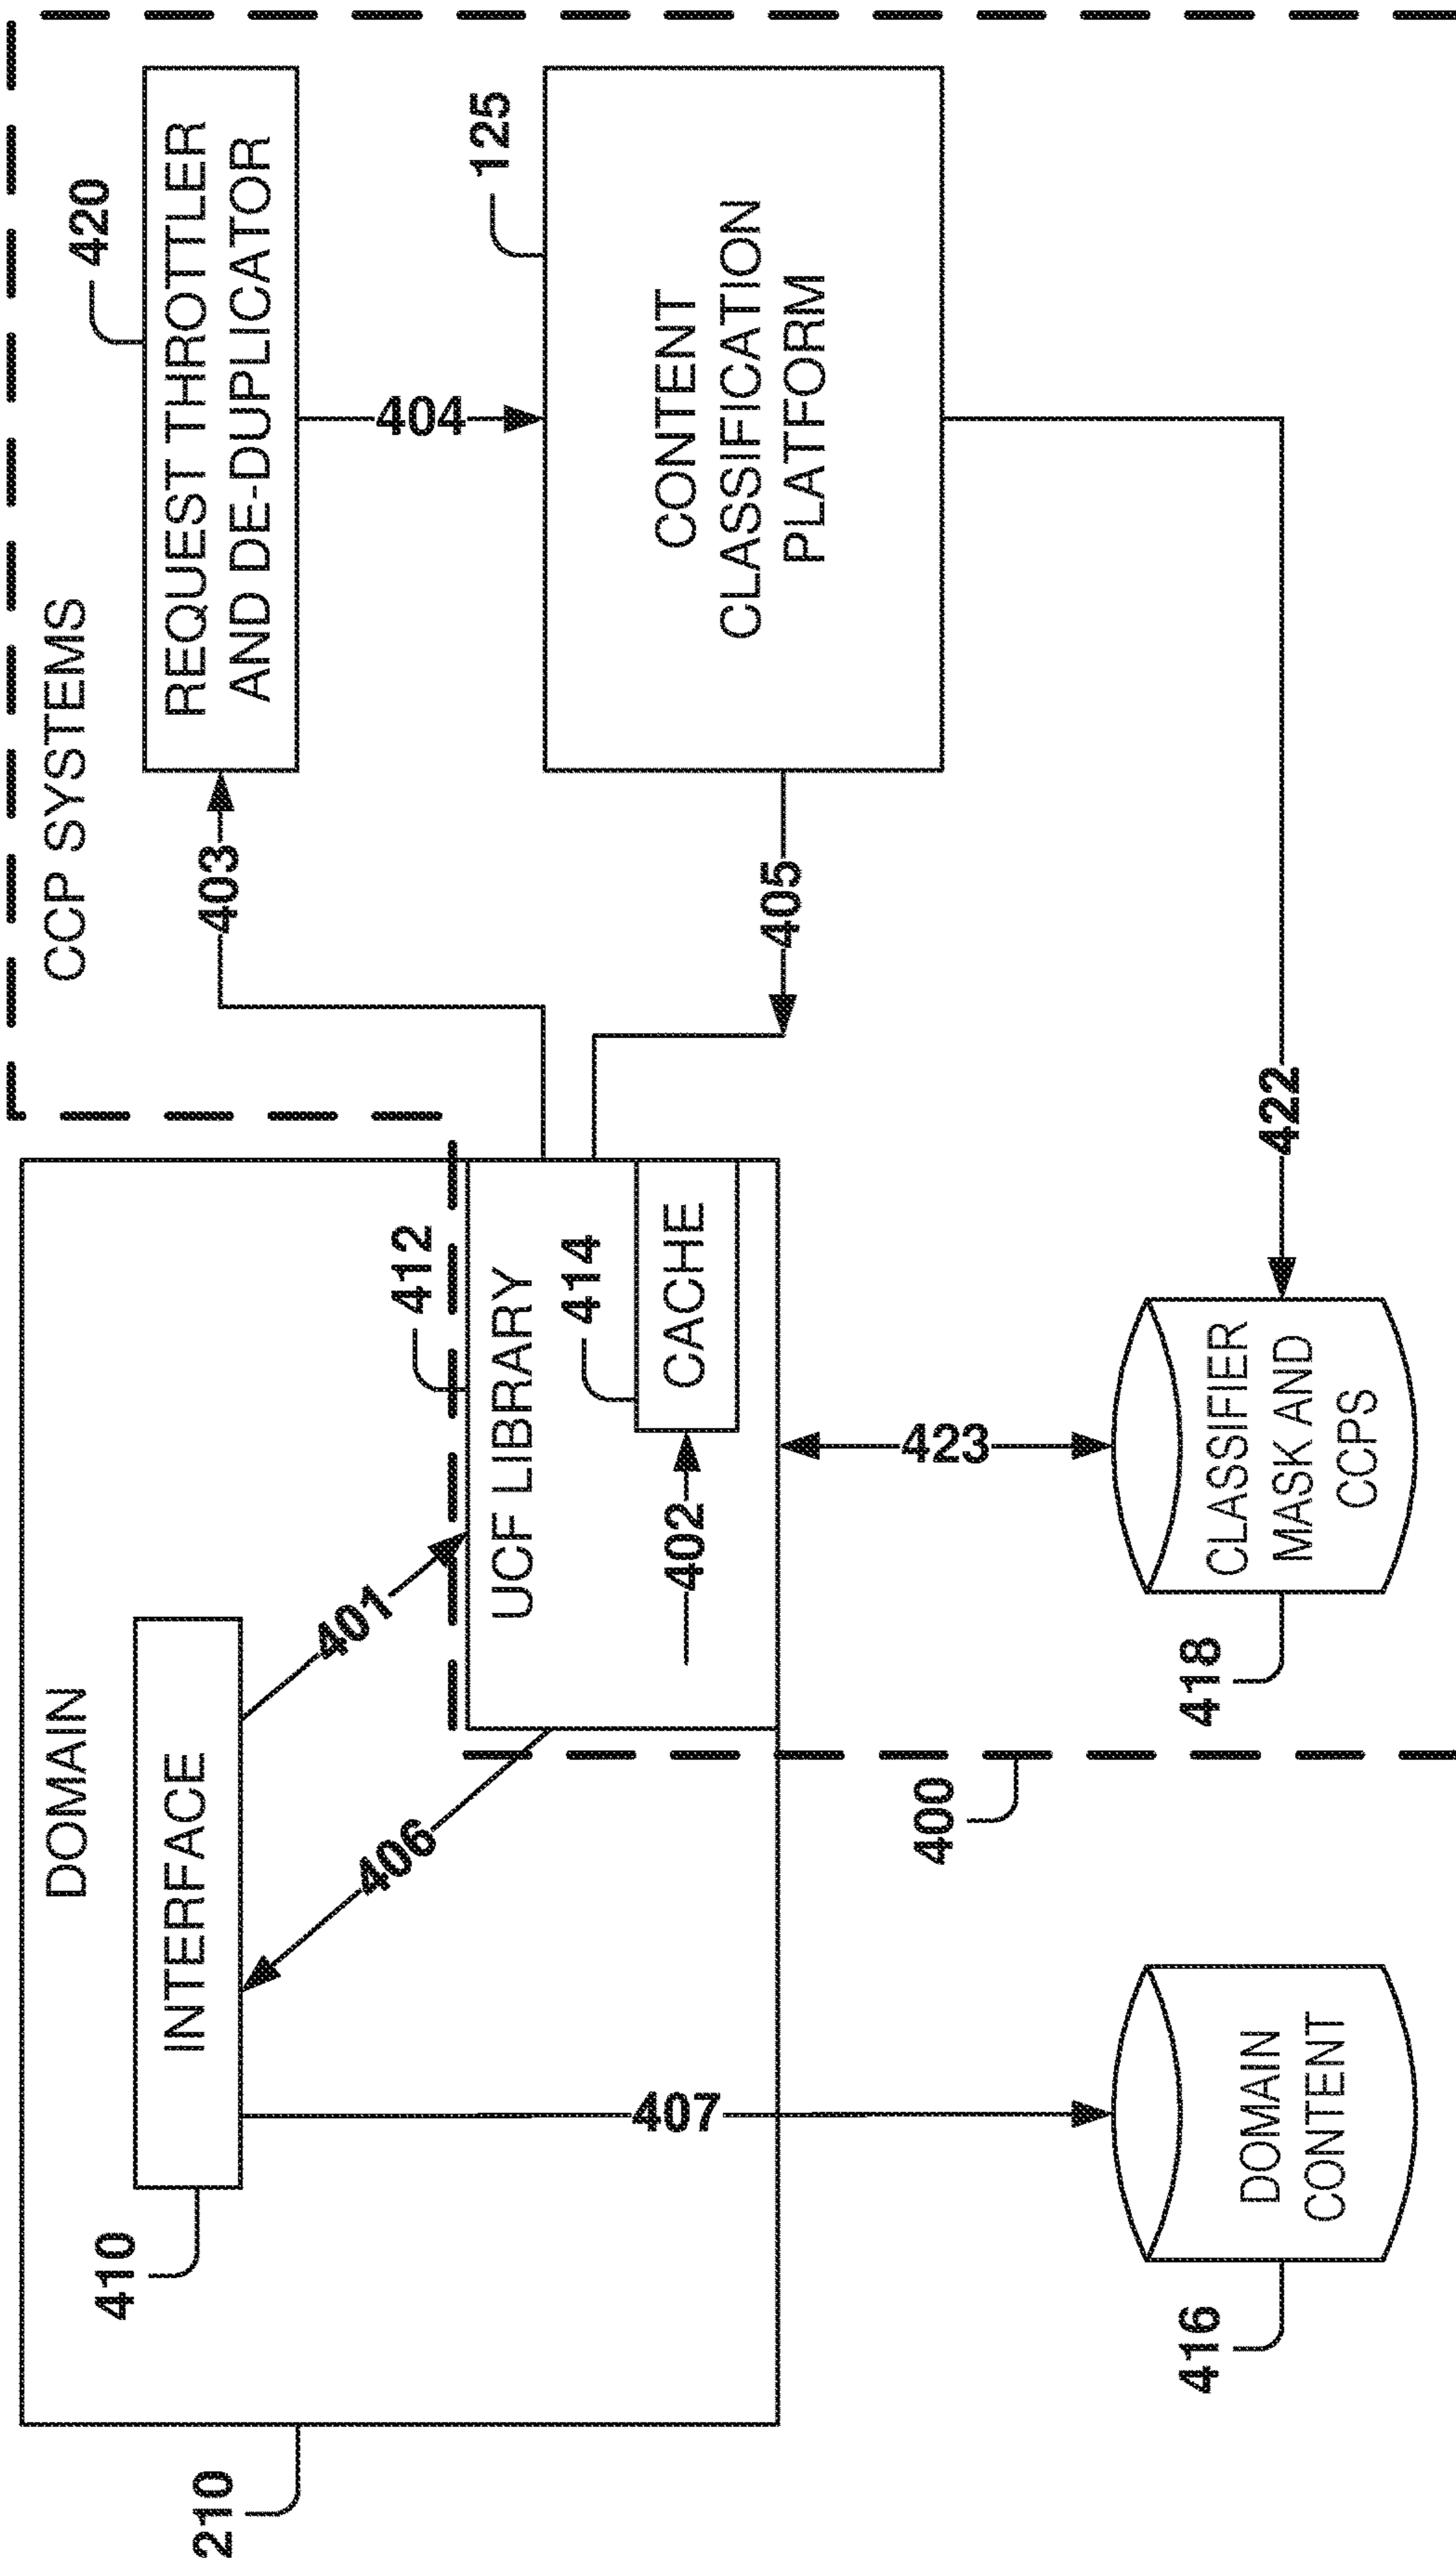 DOMAIN
CCP SYSTEMS
420
410
INTERFACE
REQUEST THROTTLER
AND DE-DUPLICATOR
210
401
403
406
412
404
125
UCF LIBRARY
414
402
CACHE
407
405
CONTENT
CLASSIFICATION
PLATFORM
400
423
416
DOMAIN
CONTENT
418
CLASSIFIER
MASK AND
CCPS
422